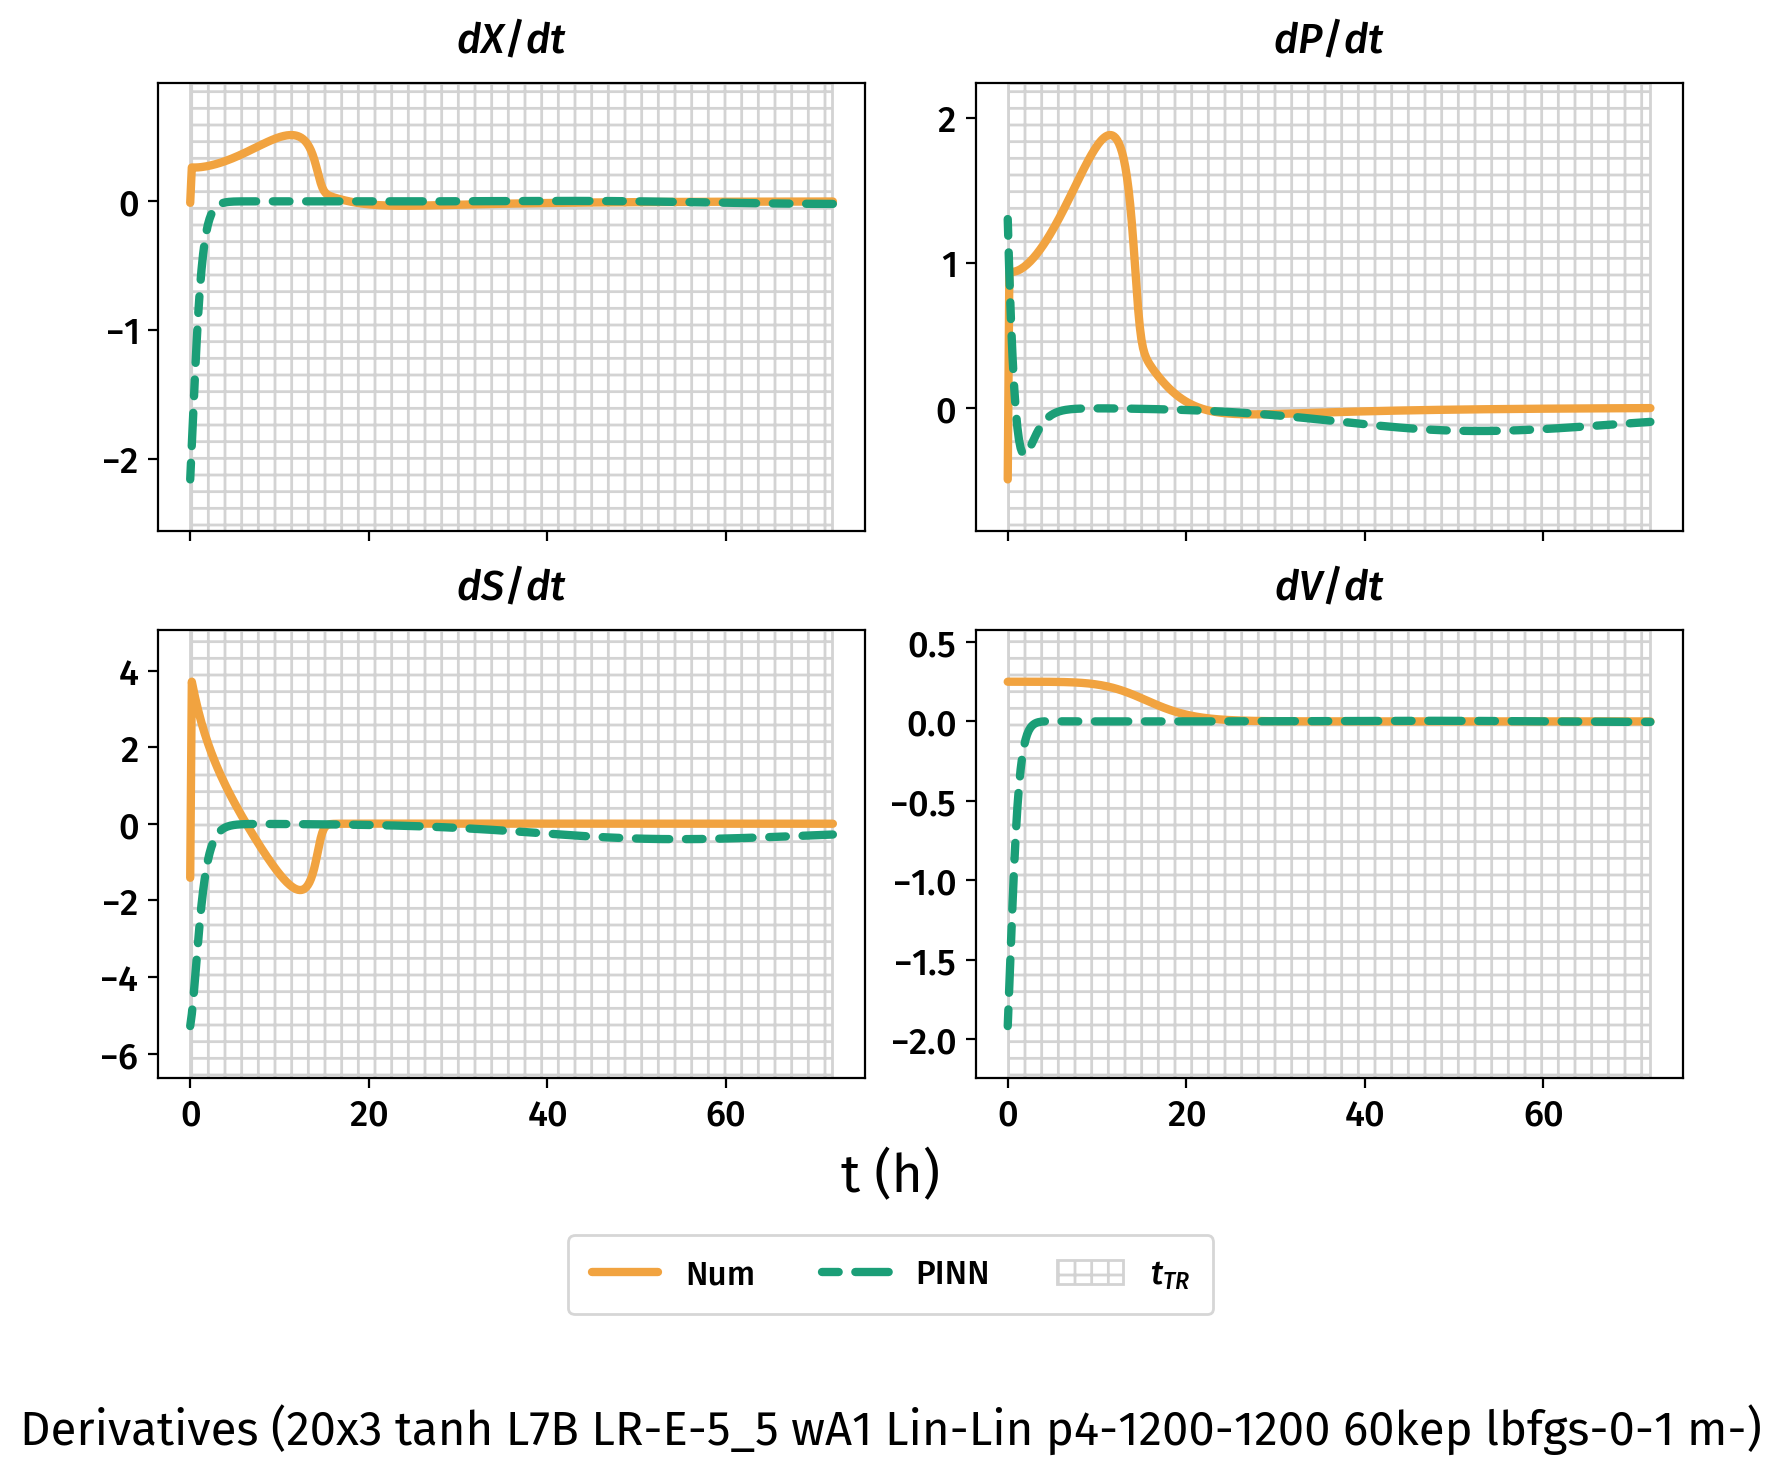 dX/dt
dP/dt
0
−1
−2
2
1
0
dS/dt
dV/dt
4
2
0
−2
−4
−6
0.5
0.0
−0.5
−1.0
−1.5
−2.0
0 20 40 60
0 20 40 60
t (h)
Num PINN tTR
Derivatives (20x3 tanh L7B LR-E-5_5 wA1 Lin-Lin p4-1200-1200 60kep lbfgs-0-1 m-)